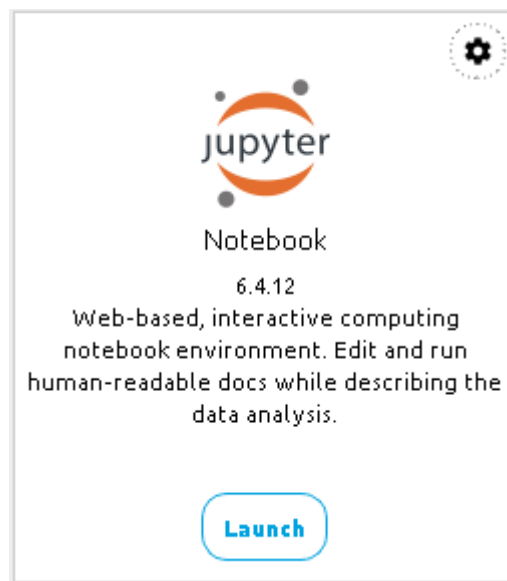 jupyter
Notebook
6.4.12
Web-based, interactive computing
notebook environment. Edit and run
human-readable docs while describing the
data analysis.
Launch